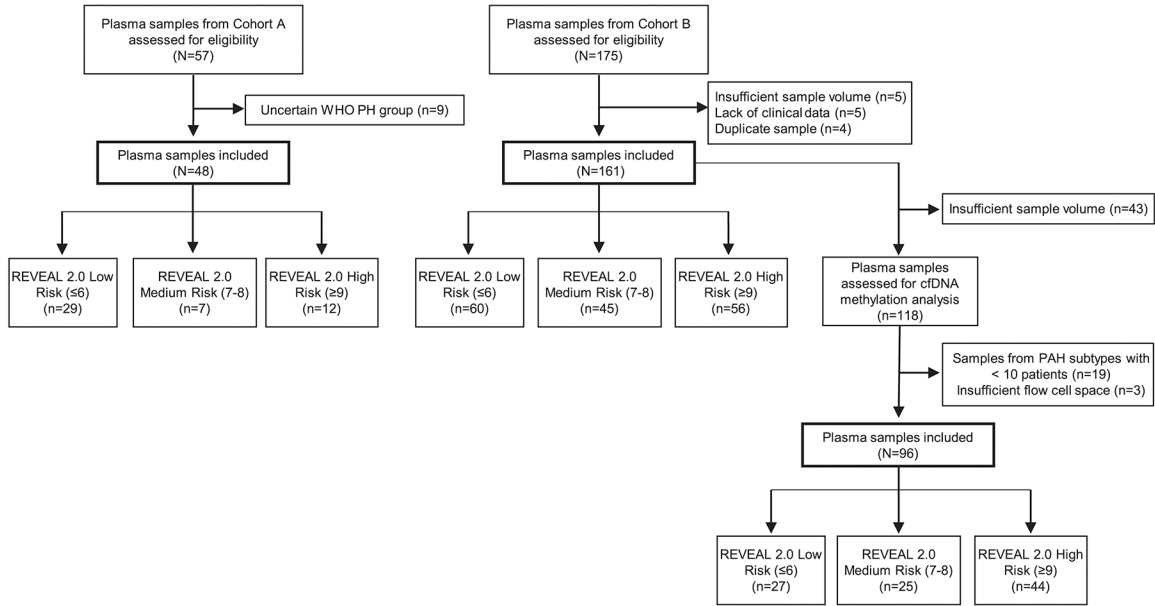 Plasma samples from Cohort A
assessed for eligibility
(N=57)
Uncertain WHO PH group (n=9)
Plasma samples included
(N=48)
REVEAL 2.0 Low
Risk (≤6)
(n=29)
REVEAL 2.0
Medium Risk (7-8)
(n=7)
REVEAL 2.0 High
Risk (≥9)
(n=12)
Plasma samples from Cohort B
assessed for eligibility
(N=175)
Insufficient sample volume (n=5)
Lack of clinical data (n=5)
Duplicate sample (n=4)
Plasma samples included
(N=161)
REVEAL 2.0 Low
Risk (≤6)
(n=60)
REVEAL 2.0
Medium Risk (7-8)
(n=45)
REVEAL 2.0 High
Risk (≥9)
(n=56)
Insufficient sample volume (n=43)
Plasma samples
assessed for cfDNA
methylation analysis
(n=118)
Samples from PAH subtypes with
< 10 patients (n=19)
Insufficient flow cell space (n=3)
Plasma samples included
(N=96)
REVEAL 2.0 Low
Risk (≤6)
(n=27)
REVEAL 2.0
Medium Risk (7-8)
(n=25)
REVEAL 2.0 High
Risk (≥9)
(n=44)